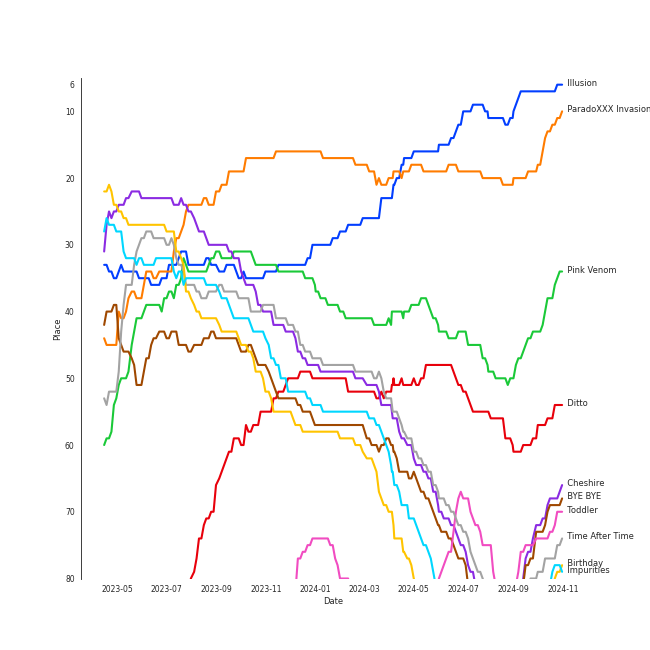 6
10
20
30
40
50
60
70
80
Place
2023-05
2023-07
2023-09
2023-11
2024-01
2024-03
2024-05
2024-07
2024-09
2024-11
Date
Illusion
ParadoXXX Invasion
Pink Venom
Ditto
Cheshire
BYE BYE
Toddler
Time After Time
Birthday
Impurities